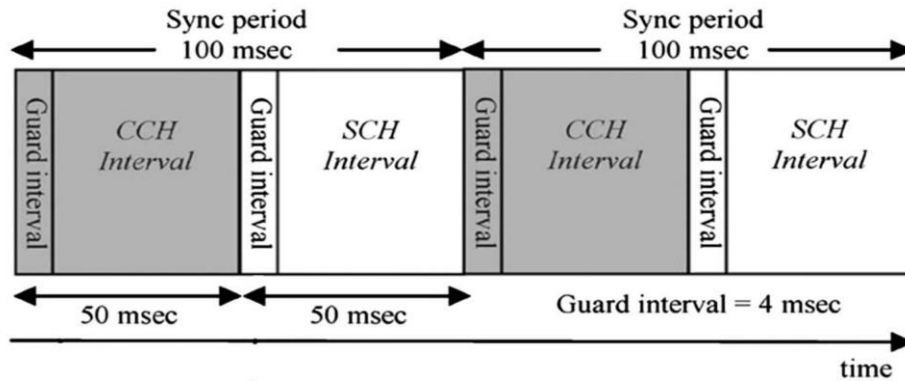 Sync period
100 msec
Sync period
100 msec
Guard interval
CCH
Interval
Guard interval
SCH
Interval
Guard interval
CCH
Interval
Guard interval
SCH
Interval
50 msec
50 msec
Guard interval = 4 msec
time